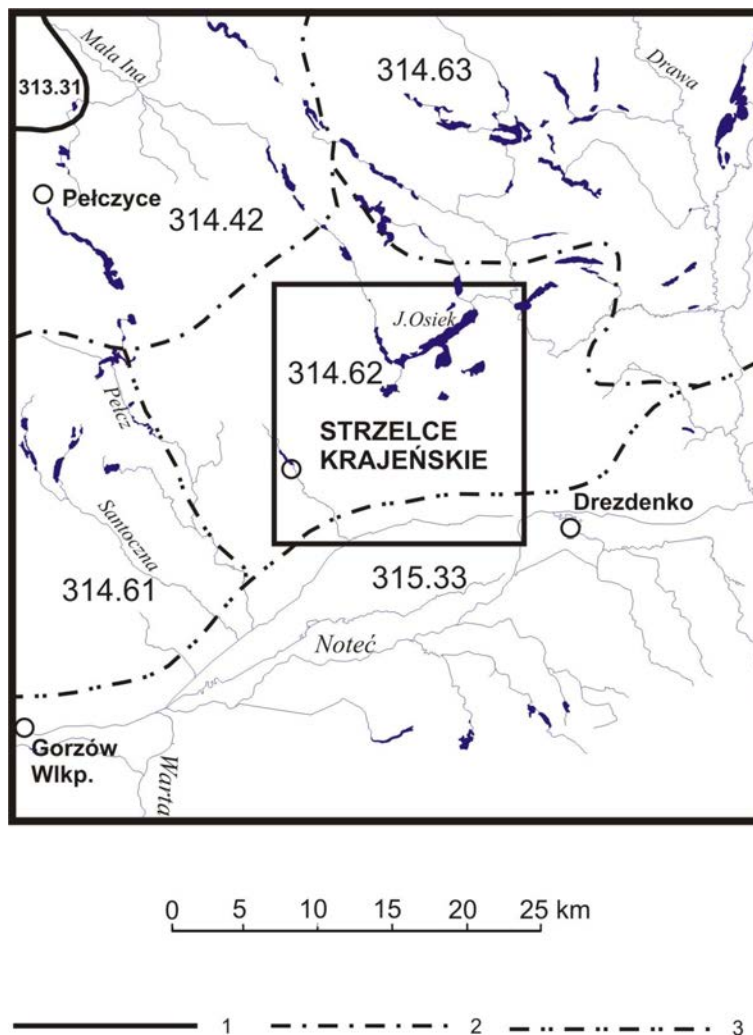 Mała Ina
313.31
314.63
Drawa
Pełczyce
314.42
J.Osiek
314.62
Pełcz
STRZELCE
KRAJEŃSKIE
Santoczna
Drezdenko
314.61
315.33
Noteć
Gorzów
Wlkp.
Warta
0 5 10 15 20 25 km
1 2 3